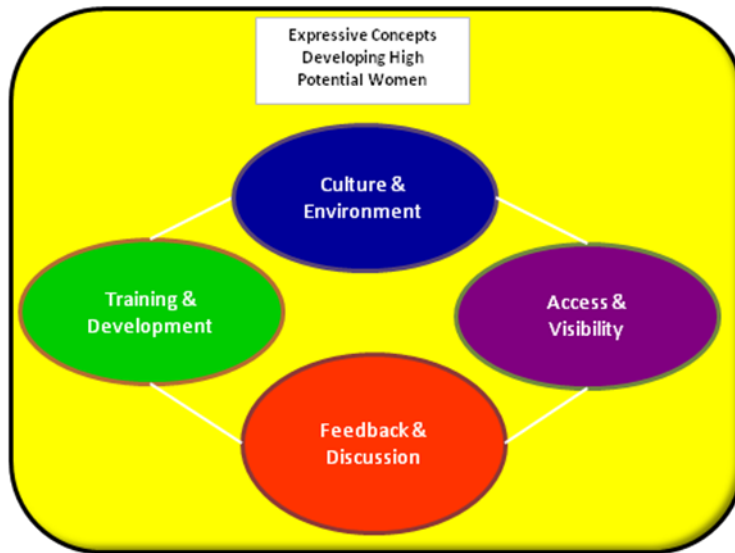 Expressive Concepts
Developing High
Potential Women
Culture &
Environment
Training &
Development
Access &
Visibility
Feedback &
Discussion